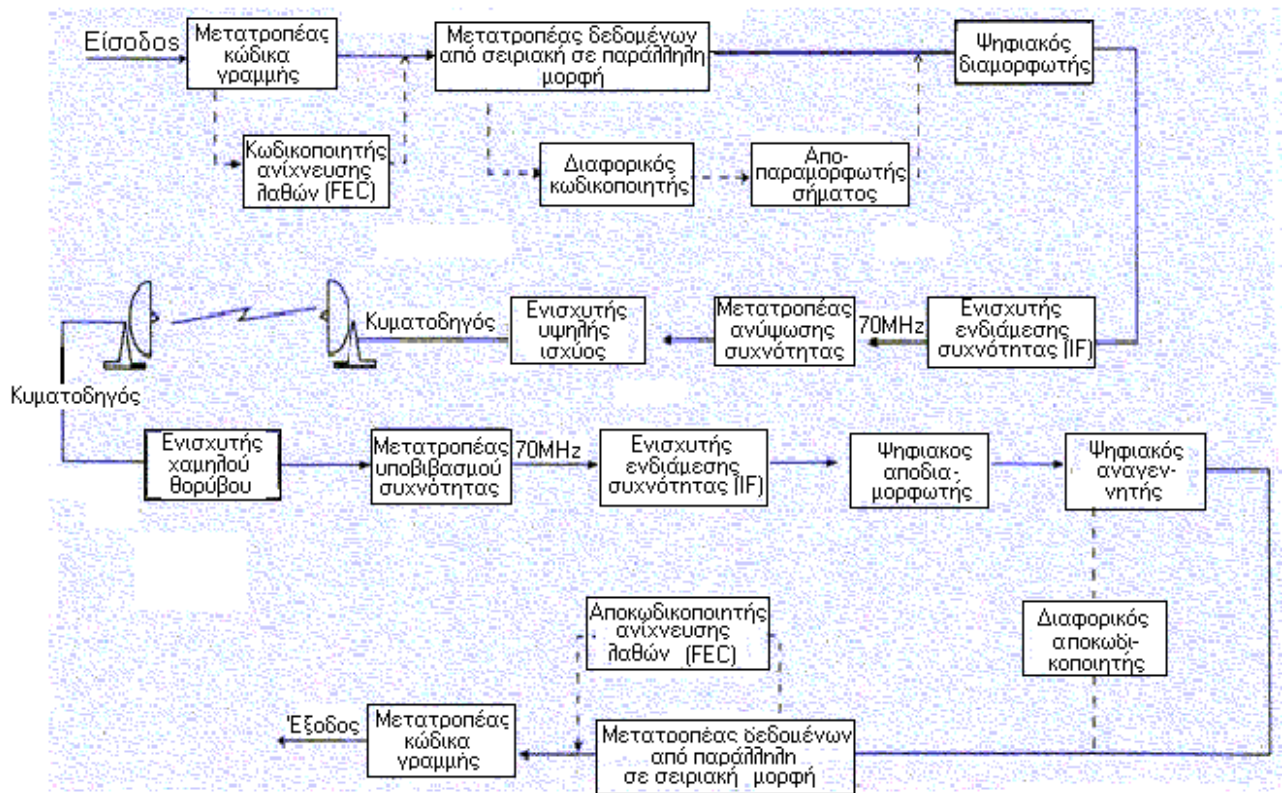 Είσοδος
Μετατροπέας
κώδικα
γραμμής
Μετατροπέας δεδομένων
από σειριακή σε παράλληλη
μορφή
Ψηφιακός
διαμορφωτής
Κωδικοποιητής
ανίχνευσης
λαθών (FEC)
Διαφορικός
κωδικοποιητής
Απο-
παραμορφωτής
σήματος
Κυματοδηγός
Ενισχυτής
υψηλής
ισχύος
Μετατροπέας
ανύψωσης
συχνότητας
70MHz
Ενισχυτής
ενδιάμεσης
συχνότητας (IF)
Κυματοδηγός
Ενισχυτής
χαμηλού
θορύβου
Μετατροπέας
υποβιβασμού
συχνότητας
70MHz
Ενισχυτής
ενδιάμεσης
συχνότητας (IF)
Ψηφιακος
αποδια-
μορφωτής
Ψηφιακός
αναγεν-
νητής
Αποκωδικοποιητής
ανίχνευσης
λαθών (FEC)
Διαφορικός
αποκωδι-
κοποιητής
Έξοδος
Μετατροπέας
κώδικα
γραμμής
Μετατροπέας δεδομένων
από παράλληλη
σε σειριακή μορφή